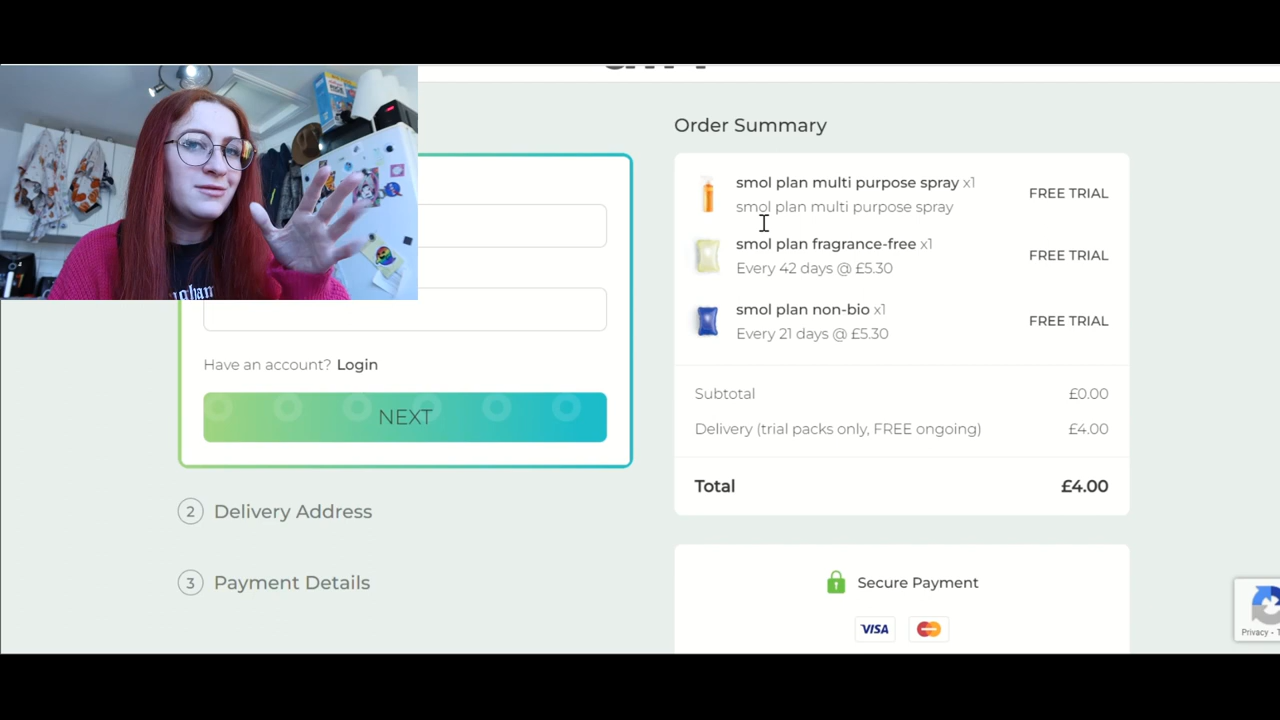 Order Summary
smol plan multi purpose spray x1
FREE TRIAL
smol plan multi purpose spray
smol plan fragrance-free x1
FREE TRIAL
Every 42 days @ £5.30
smol plan non-bio x1
FREE TRIAL
Every 21 days @ £5.30
Subtotal
£0.00
Delivery (trial packs only, FREE ongoing)
£4.00
Total
£4.00
Have an account? Login
NEXT
2 Delivery Address
3 Payment Details
Secure Payment
VISA
Privacy -